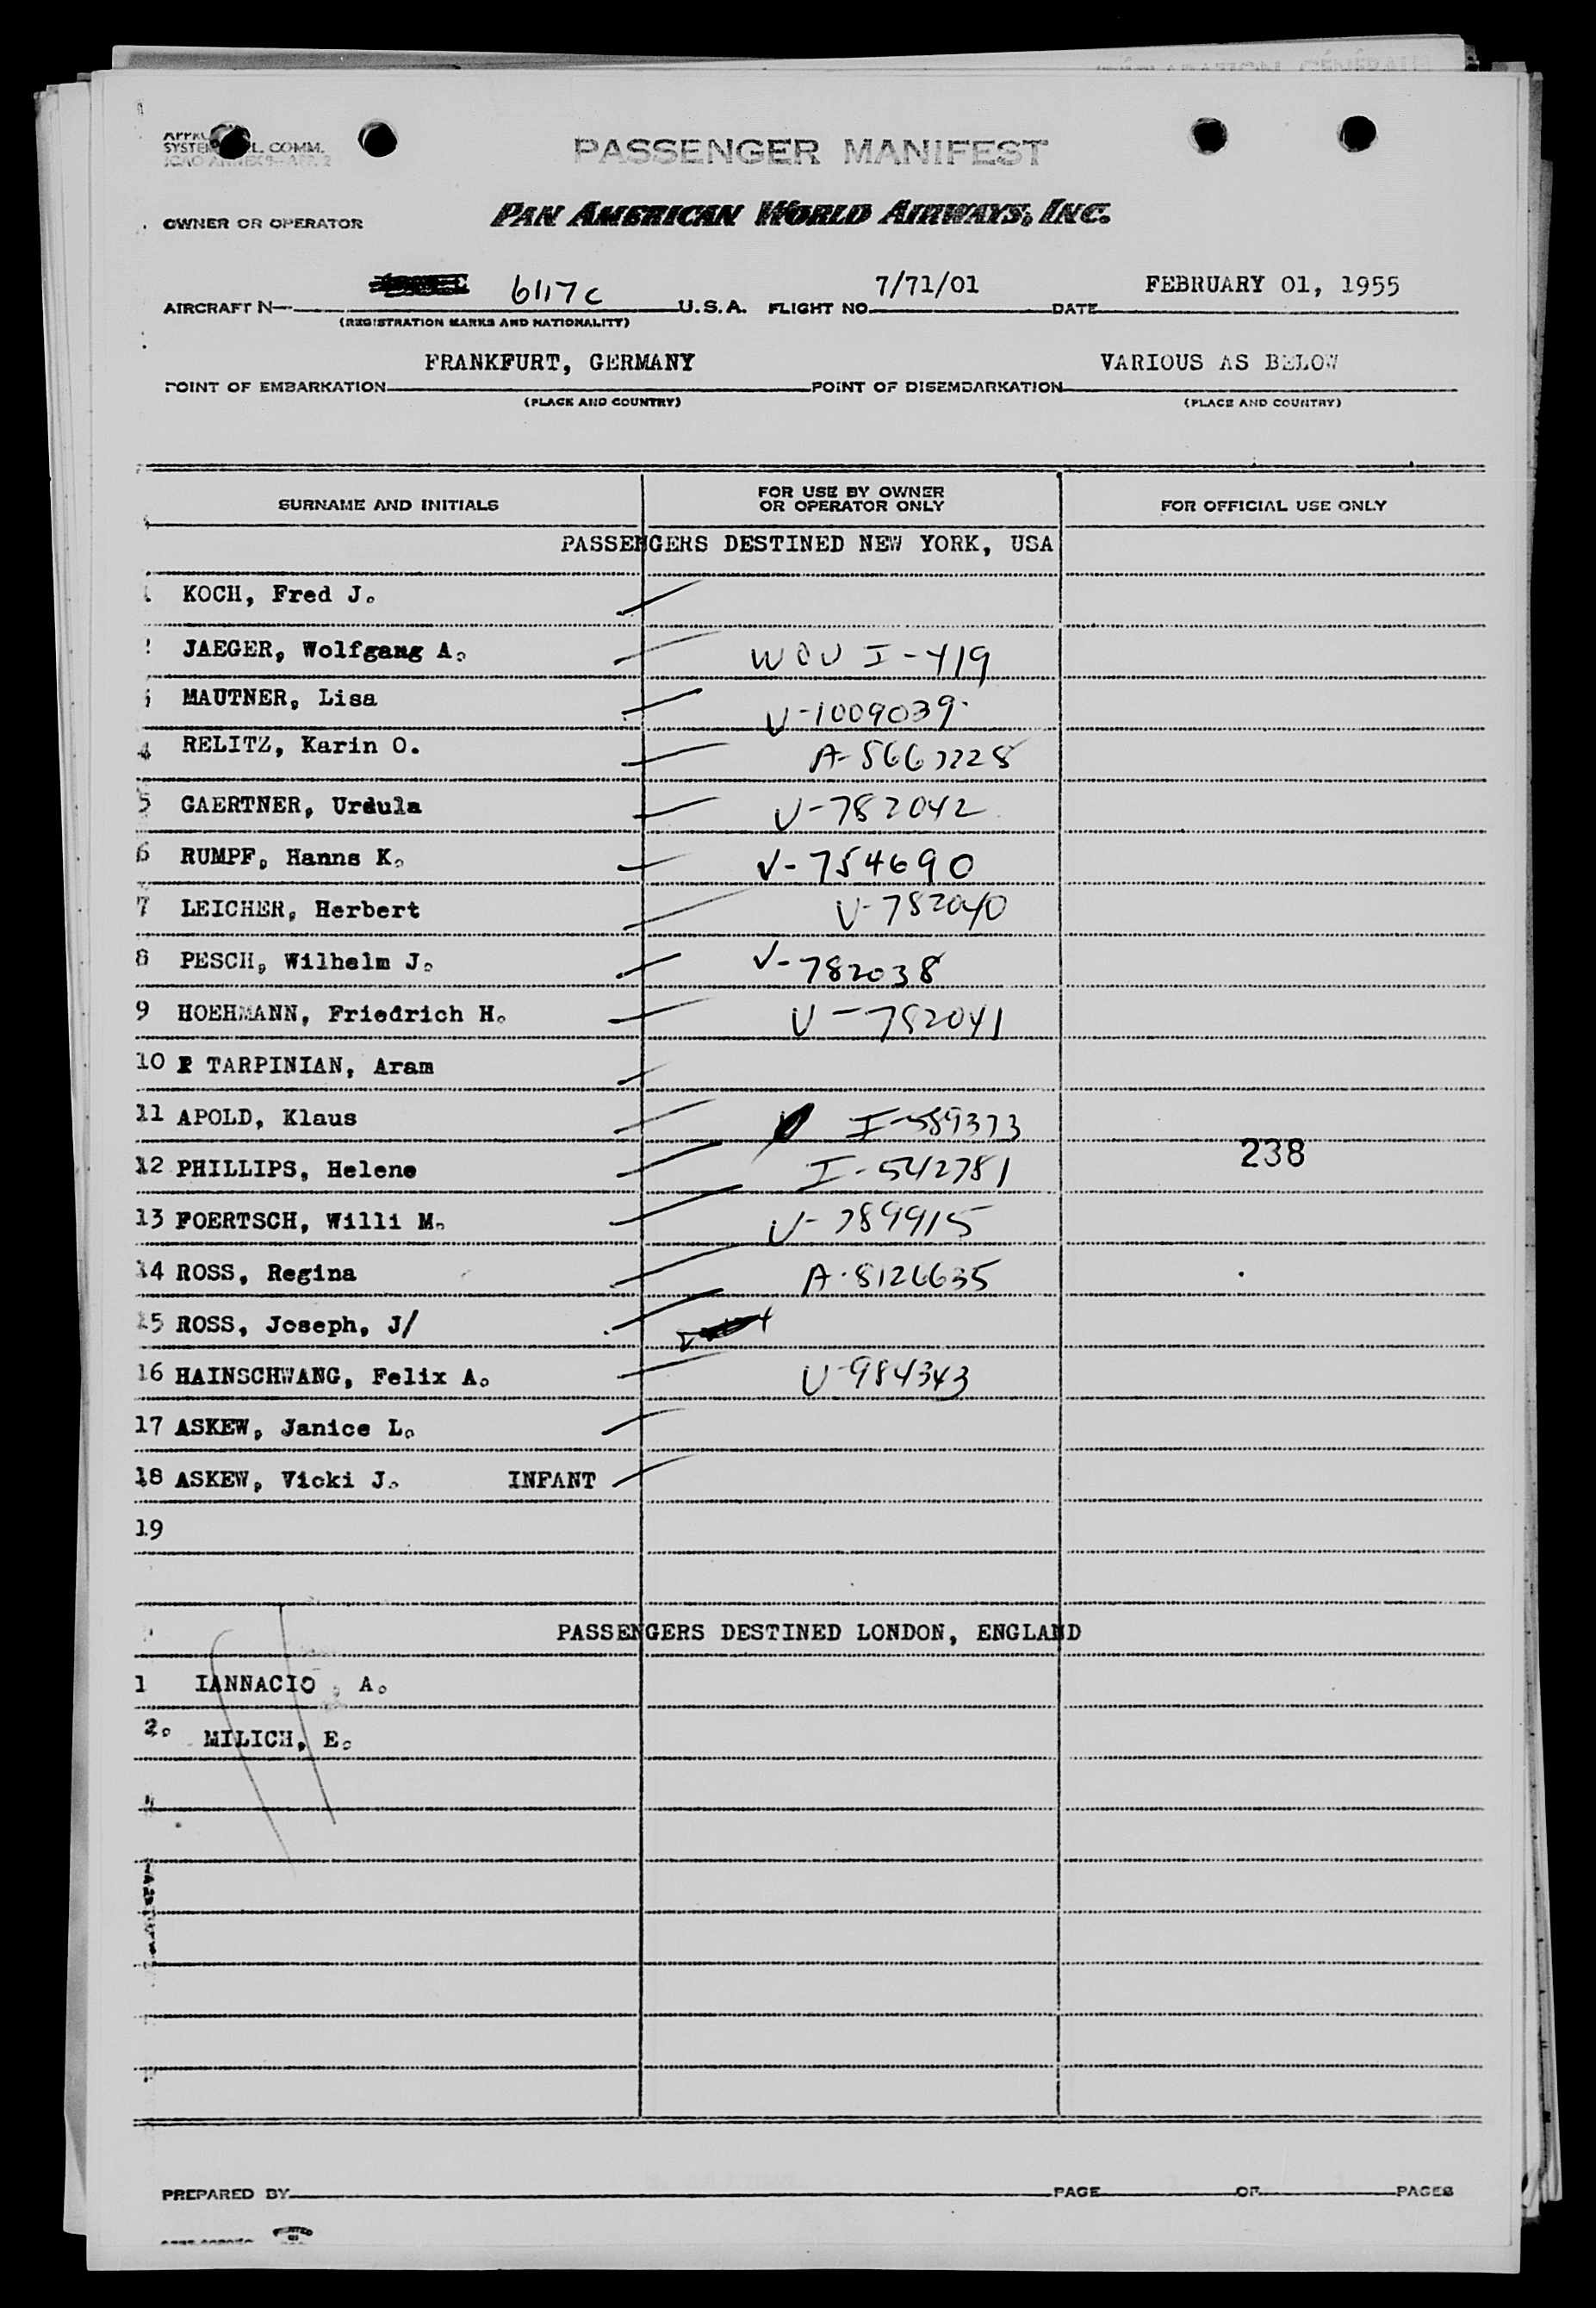 PASSENGER MANIFEST
OWNER OR OPERATOR PAN AMERICAN WORLD AIRWAYS, INC.
AIRCRAFT N- 6117C U.S.A. FLIGHT NO. 7/71/01 DATE FEBRUARY 01, 1955
(REGISTRATION MARKS AND NATIONALITY)
POINT OF EMBARKATION FRANKFURT, GERMANY POINT OF DISEMBARKATION VARIOUS AS BELOW
(PLACE AND COUNTRY) (PLACE AND COUNTRY)
SURNAME AND INITIALS FOR USE BY OWNER OR OPERATOR ONLY FOR OFFICIAL USE ONLY
PASSENGERS DESTINED NEW YORK, USA
KOCH, Fred J.
JAEGER, Wolfgang A. I-419
MAUTNER, Lisa V-1009039
4 RELITZ, Karin O.
5 GAERTNER, Urdula V-782042
6 RUMPF, Hanns K. V-754690
7 LEICHER, Herbert V-782040
8 PESCH, Wilhelm J. V-782038
9 HOEHMANN, Friedrich H. V-782041
10 TARPINIAN, Aram
11 APOLD, Klaus I-589373
12 PHILLIPS, Helene I-542781 238
13 FOERTSCH, Willi M. V-789915
14 ROSS, Regina A-8126635
15 ROSS, Joseph, J/
16 HAINSCHWANG, Felix A. V-984343
17 ASKEW, Janice L.
18 ASKEW, Vicki J. INFANT
19
PASSENGERS DESTINED LONDON, ENGLAND
1 IANNACIO, A.
2. MILICH, E.
PREPARED BY PAGE OF PAGES